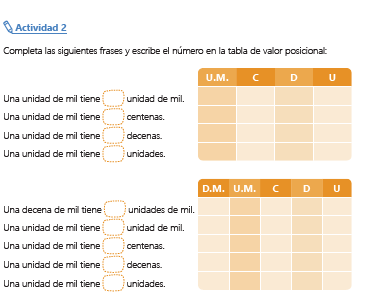 Actividad 2
Completa las siguientes frases y escribe el número en la tabla de valor posicional:
U.M. C D U
Una unidad de mil tiene unidad de mil.
Una unidad de mil tiene centenas.
Una unidad de mil tiene decenas.
Una unidad de mil tiene unidades.
D.M. U.M. C D U
Una decena de mil tiene unidades de mil.
Una unidad de mil tiene unidad de mil.
Una unidad de mil tiene centenas.
Una unidad de mil tiene decenas.
Una unidad de mil tiene unidades.